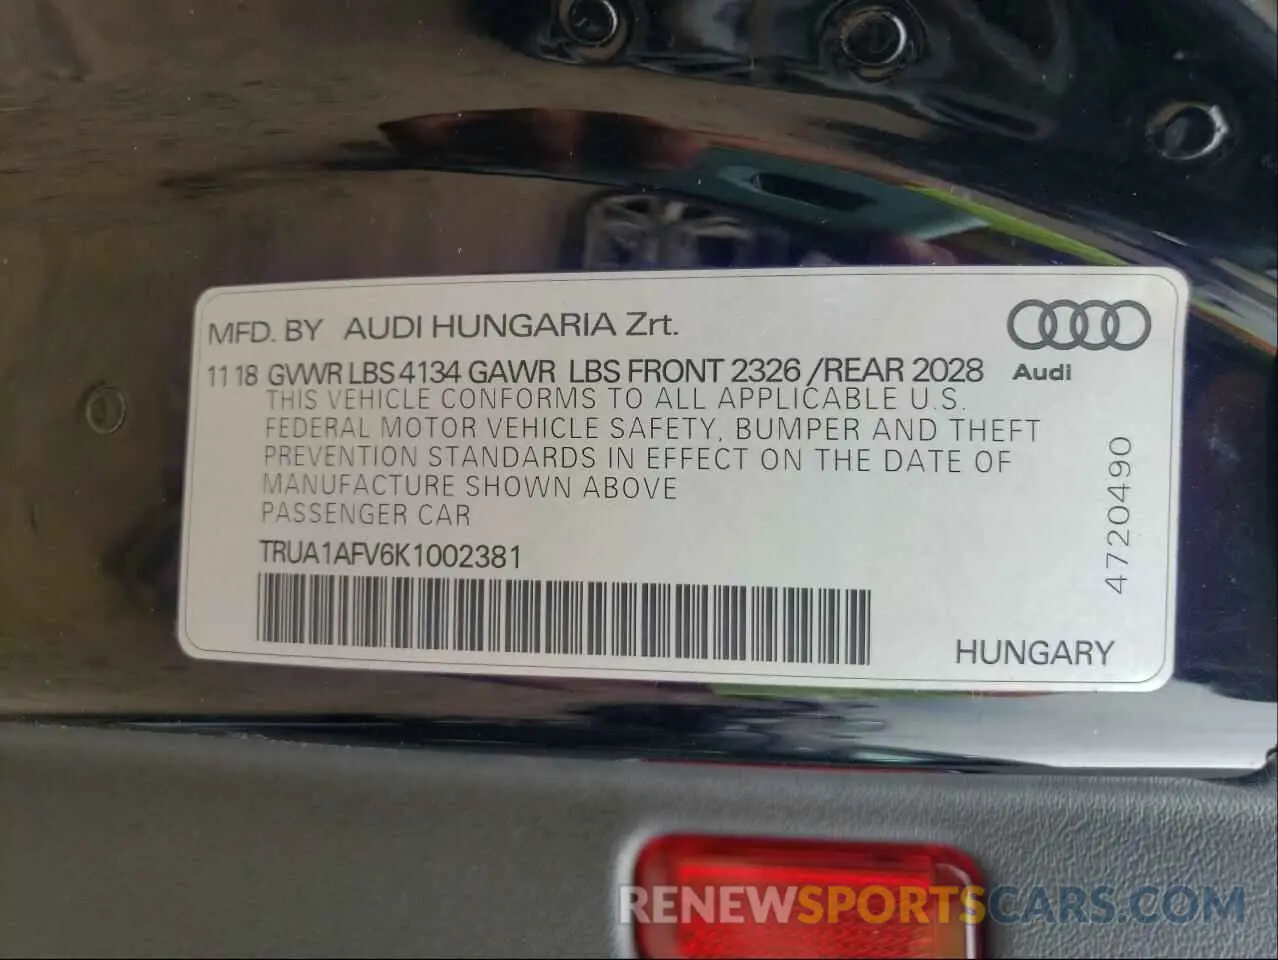 MFD. BY AUDI HUNGARIA Zrt.
11 18 GVWR LBS 4134 GAWR LBS FRONT 2326 /REAR 2028
Audi
THIS VEHICLE CONFORMS TO ALL APPLICABLE U.S.
FEDERAL MOTOR VEHICLE SAFETY, BUMPER AND THEFT
PREVENTION STANDARDS IN EFFECT ON THE DATE OF
MANUFACTURE SHOWN ABOVE
PASSENGER CAR
TRUA1AFV6K1002381
4720490
HUNGARY
RENEWSPORTSCARS.COM